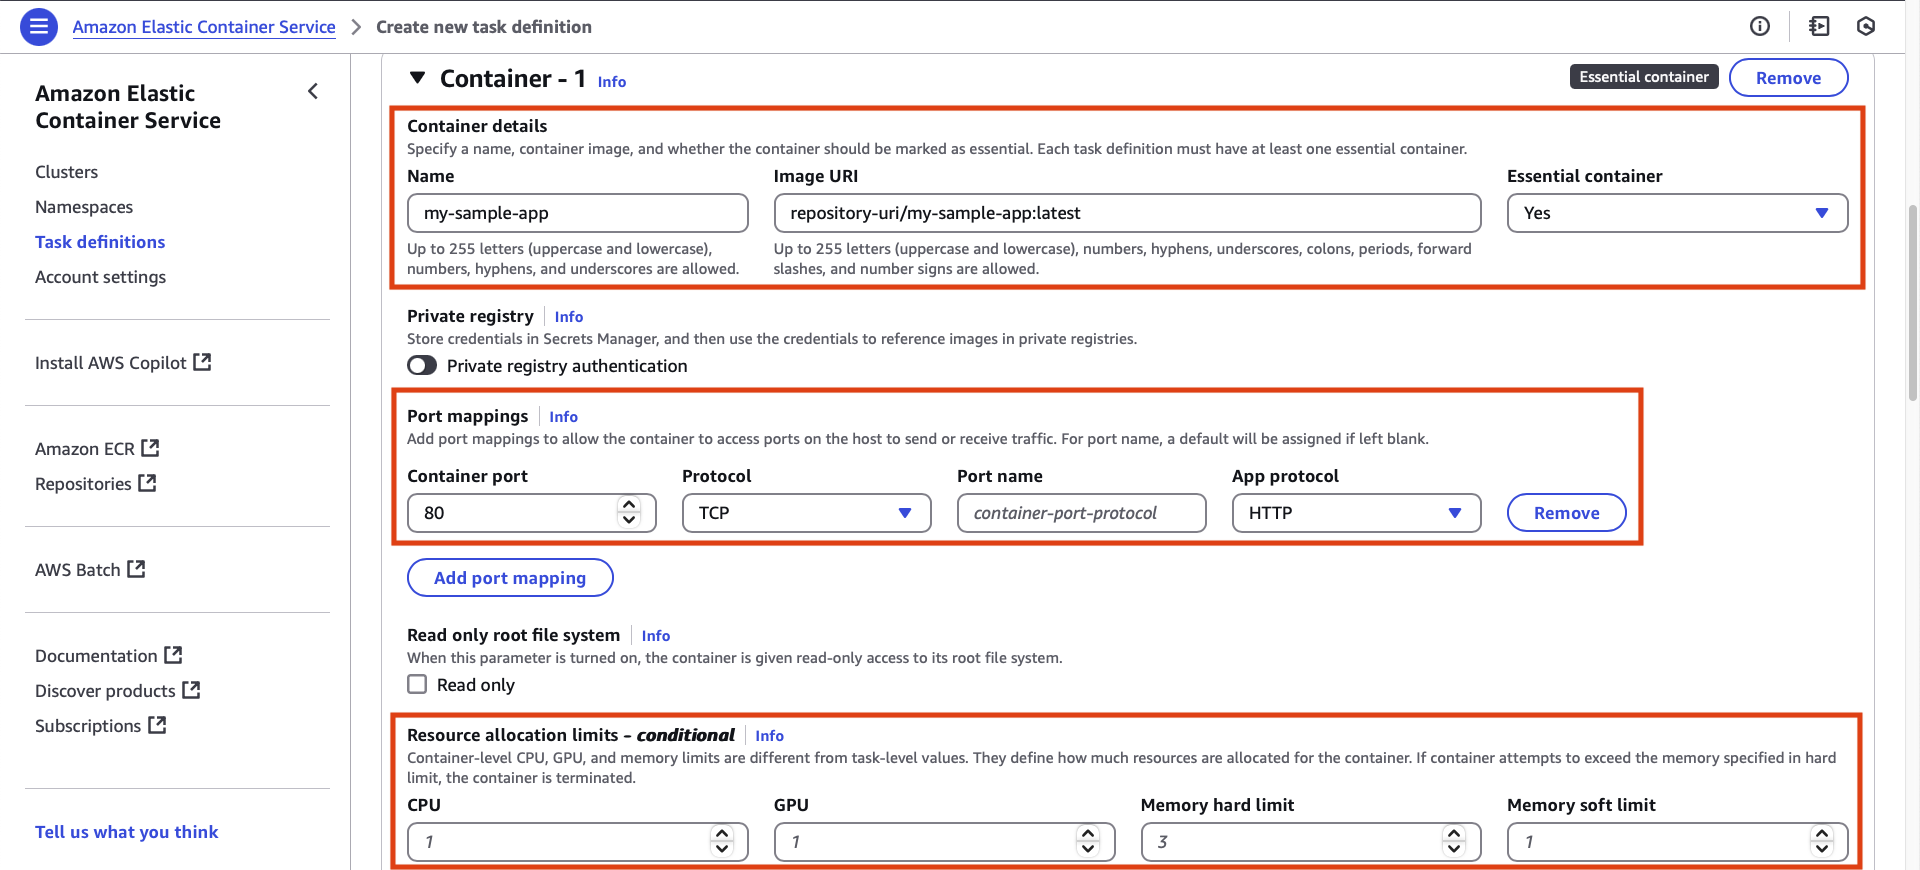 Amazon Elastic Container Service > Create new task definition
Amazon Elastic
Container Service
Clusters
Namespaces
Task definitions
Account settings
Install AWS Copilot
Amazon ECR
Repositories
AWS Batch
Documentation
Discover products
Subscriptions
Tell us what you think
Container - 1 Info
Essential container Remove
Container details
Specify a name, container image, and whether the container should be marked as essential. Each task definition must have at least one essential container.
Name Image URI Essential container
my-sample-app repository-uri/my-sample-app:latest Yes
Up to 255 letters (uppercase and lowercase), numbers, hyphens, and underscores are allowed.
Up to 255 letters (uppercase and lowercase), numbers, hyphens, underscores, colons, periods, forward slashes, and number signs are allowed.
Private registry Info
Store credentials in Secrets Manager, and then use the credentials to reference images in private registries.
Private registry authentication
Port mappings Info
Add port mappings to allow the container to access ports on the host to send or receive traffic. For port name, a default will be assigned if left blank.
Container port Protocol Port name App protocol
80 TCP container-port-protocol HTTP Remove
Add port mapping
Read only root file system Info
When this parameter is turned on, the container is given read-only access to its root file system.
Read only
Resource allocation limits - conditional Info
Container-level CPU, GPU, and memory limits are different from task-level values. They define how much resources are allocated for the container. If container attempts to exceed the memory specified in hard
limit, the container is terminated.
CPU GPU Memory hard limit Memory soft limit
1 1 3 1